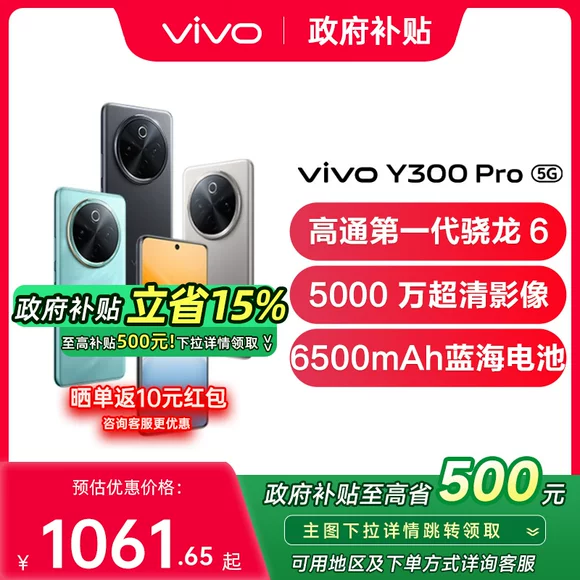 vivo 政府补贴
vivo Y300 Pro 5G
高通第一代骁龙 6
5000 万超清影像
6500mAh蓝海电池
政府补贴 立省15%
至高补贴500元!下拉详情领取
晒单返10元红包
咨询客服更优惠
预估优惠价格:
¥1061.65 起
政府补贴至高省500元
主图下拉详情跳转领取
可用地区及下单方式详询客服